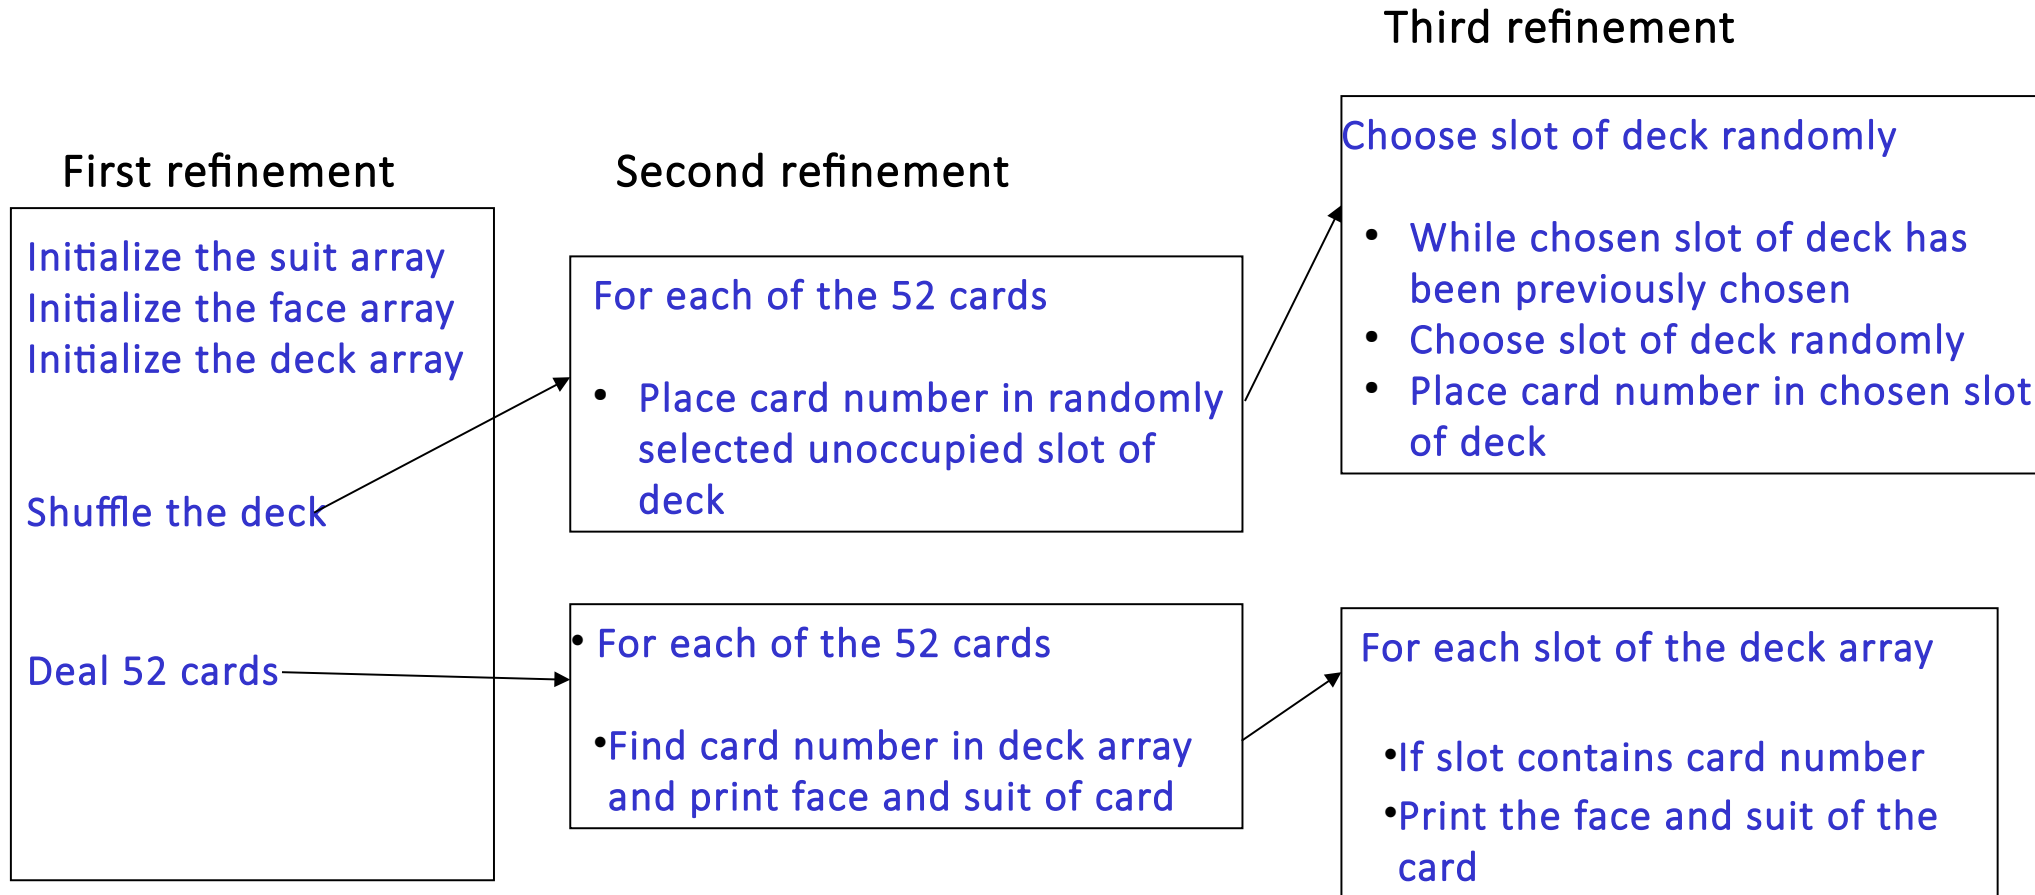 First refinement
Initialize the suit array
Initialize the face array
Initialize the deck array
Shuffle the deck
Deal 52 cards
Second refinement
For each of the 52 cards
• Place card number in randomly
selected unoccupied slot of
deck
• For each of the 52 cards
•Find card number in deck array
and print face and suit of card
Third refinement
Choose slot of deck randomly
• While chosen slot of deck has
been previously chosen
• Choose slot of deck randomly
• Place card number in chosen slot
of deck
For each slot of the deck array
•If slot contains card number
•Print the face and suit of the
card